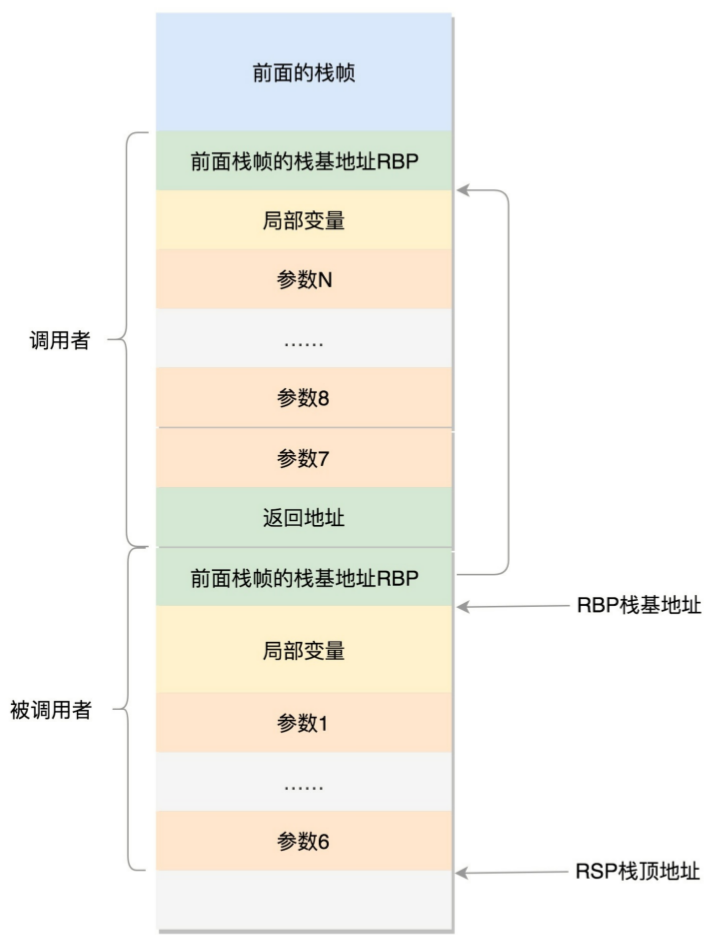 前面的栈帧
前面栈帧的栈基地址RBP
局部变量
参数N
调用者
……
参数8
参数7
返回地址
前面栈帧的栈基地址RBP
RBP栈基地址
局部变量
被调用者
参数1
……
参数6
RSP栈顶地址